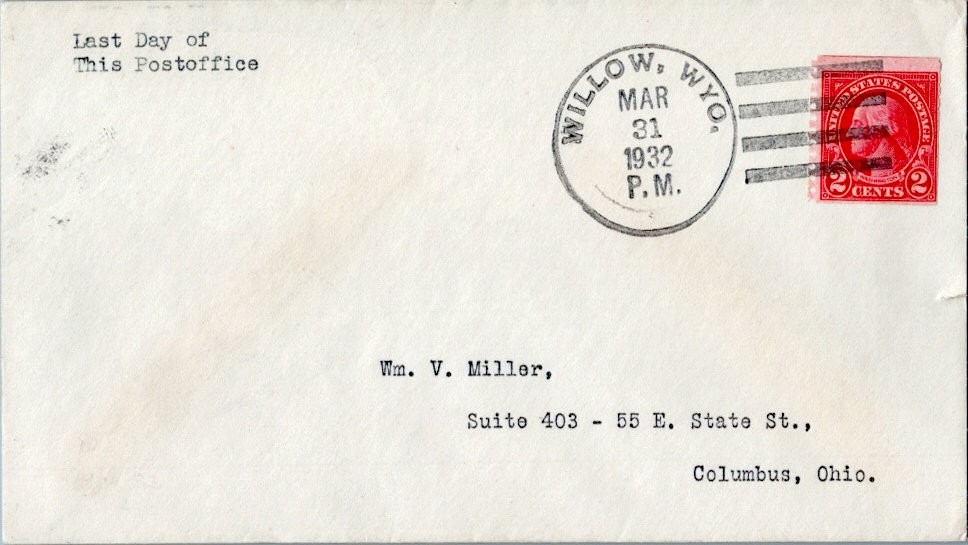 Last Day of
This Postoffice
WILLOW, WYO.
MAR
31
1932
P.M.
UNITED STATES POSTAGE
WASHINGTON
2 CENTS 2
Wm. V. Miller,
Suite 403 - 55 E. State St.,
Columbus, Ohio.